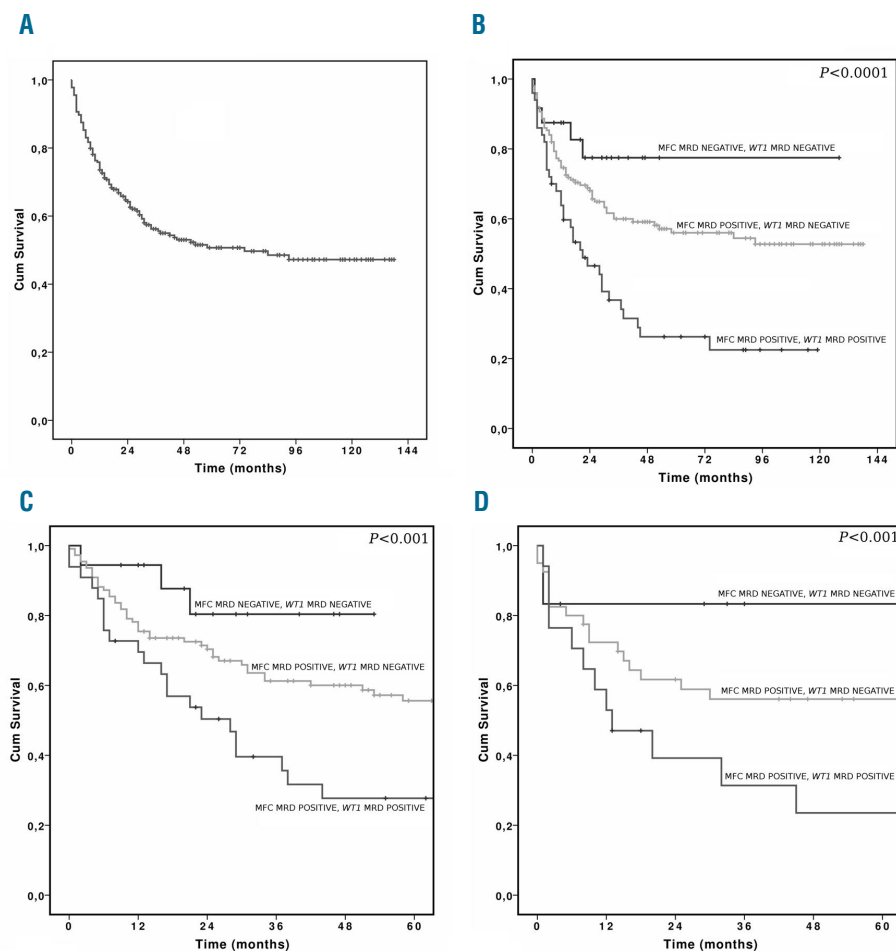 A
1,0
0,8
0,6
0,4
0,2
0,0
Cum Survival
0 24 48 72 96 120 144
Time (months)
B
P<0.0001
1,0
0,8
0,6
0,4
0,2
0,0
Cum Survival
MFC MRD NEGATIVE, WT1 MRD NEGATIVE
MFC MRD POSITIVE, WT1 MRD NEGATIVE
MFC MRD POSITIVE, WT1 MRD POSITIVE
0 24 48 72 96 120 144
Time (months)
C
P<0.001
1,0
0,8
0,6
0,4
0,2
0,0
Cum Survival
MFC MRD NEGATIVE, WT1 MRD NEGATIVE
MFC MRD POSITIVE, WT1 MRD NEGATIVE
MFC MRD POSITIVE, WT1 MRD POSITIVE
0 12 24 36 48 60
Time (months)
D
P<0.001
1,0
0,8
0,6
0,4
0,2
0,0
Cum Survival
MFC MRD NEGATIVE, WT1 MRD NEGATIVE
MFC MRD POSITIVE, WT1 MRD NEGATIVE
MFC MRD POSITIVE, WT1 MRD POSITIVE
0 12 24 36 48 60
Time (months)